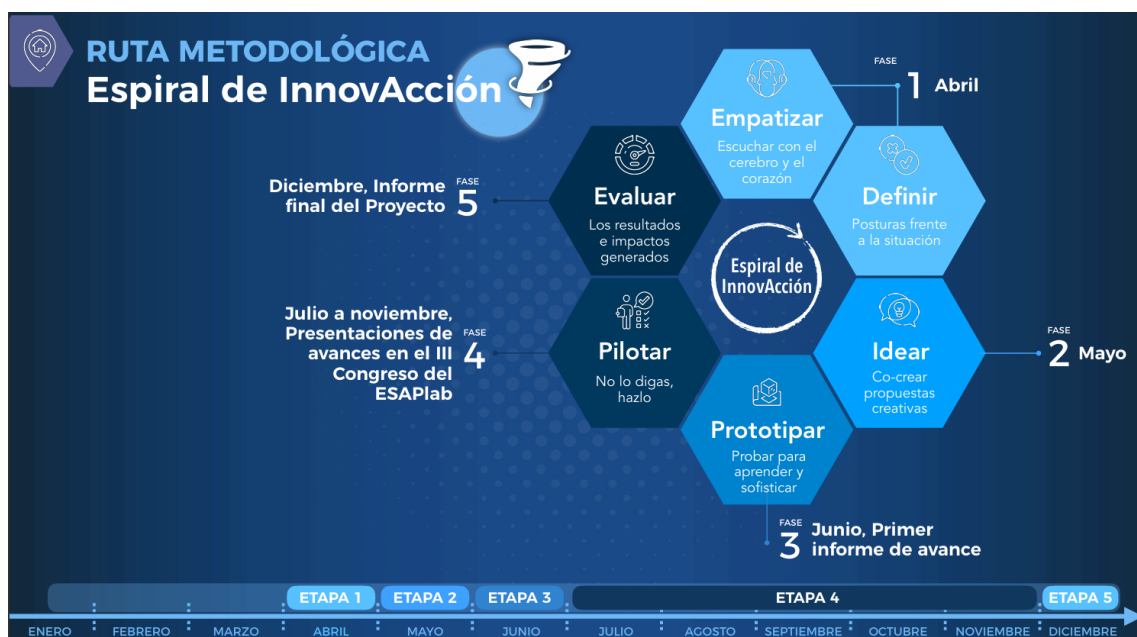 RUTA METODOLÓGICA
Espiral de InnovAcción
Empatizar
Escuchar con el
cerebro y el
corazón
FASE
1 Abril
Definir
Posturas frente
a la situación
Idear
Co-crear
propuestas
creativas
FASE
2 Mayo
Prototipar
Probar para
aprender y
sofisticar
FASE
3 Junio, Primer
informe de avance
Pilotar
No lo digas,
hazlo
Julio a noviembre,
Presentaciones de
avances en el III
Congreso del
ESAPlab
FASE
4
Evaluar
Los resultados
e impactos
generados
Diciembre, Informe
final del Proyecto
FASE
5
Espiral de
InnovAcción
ETAPA 1 ETAPA 2 ETAPA 3 ETAPA 4 ETAPA 5
ENERO FEBRERO MARZO ABRIL MAYO JUNIO JULIO AGOSTO SEPTIEMBRE OCTUBRE NOVIEMBRE DICIEMBRE